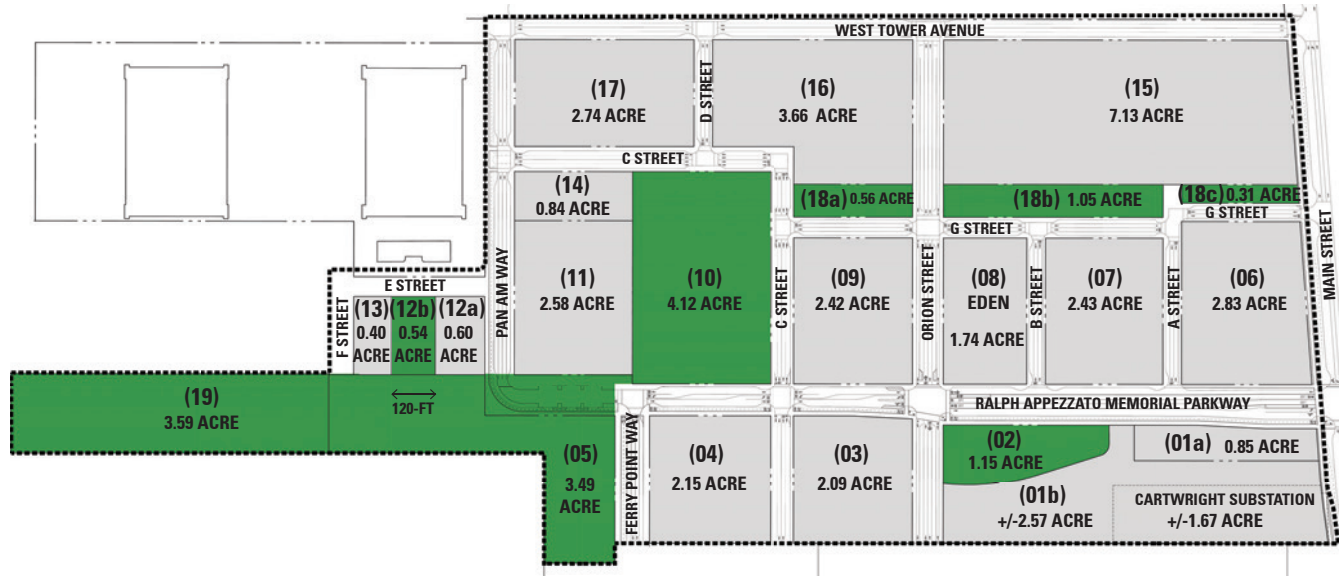 WEST TOWER AVENUE
(17)
2.74 ACRE
D STREET
(16)
3.66 ACRE
(15)
7.13 ACRE
C STREET
(14)
0.84 ACRE
(18a) 0.56 ACRE
(18b) 1.05 ACRE
(18c) 0.31 ACRE
G STREET
G STREET
MAIN STREET
PAN AM WAY
(11)
2.58 ACRE
(10)
4.12 ACRE
C STREET
(09)
2.42 ACRE
ORION STREET
(08)
EDEN
1.74 ACRE
B STREET
(07)
2.43 ACRE
A STREET
(06)
2.83 ACRE
E STREET
F STREET
(13)
0.40
ACRE
(12b)
0.54
ACRE
(12a)
0.60
ACRE
120-FT
(19)
3.59 ACRE
RALPH APPEZZATO MEMORIAL PARKWAY
(05)
3.49
ACRE
FERRY POINT WAY
(04)
2.15 ACRE
(03)
2.09 ACRE
(02)
1.15 ACRE
(01a) 0.85 ACRE
(01b)
+/-2.57 ACRE
CARTWRIGHT SUBSTATION
+/-1.67 ACRE